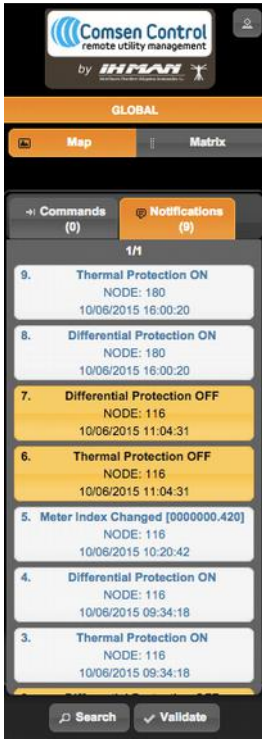 Comsen Control
remote utility management
by IHMAN
GLOBAL
Map
Matrix
Commands
(0)
Notifications
(9)
1/1
9. Thermal Protection ON
NODE: 180
10/06/2015 16:00:20
8. Differential Protection ON
NODE: 180
10/06/2015 16:00:20
7. Differential Protection OFF
NODE: 116
10/06/2015 11:04:31
6. Thermal Protection OFF
NODE: 116
10/06/2015 11:04:31
5. Meter Index Changed [0000000.420]
NODE: 116
10/06/2015 10:20:42
4. Differential Protection ON
NODE: 116
10/06/2015 09:34:18
3. Thermal Protection ON
NODE: 116
10/06/2015 09:34:18
Search
Validate